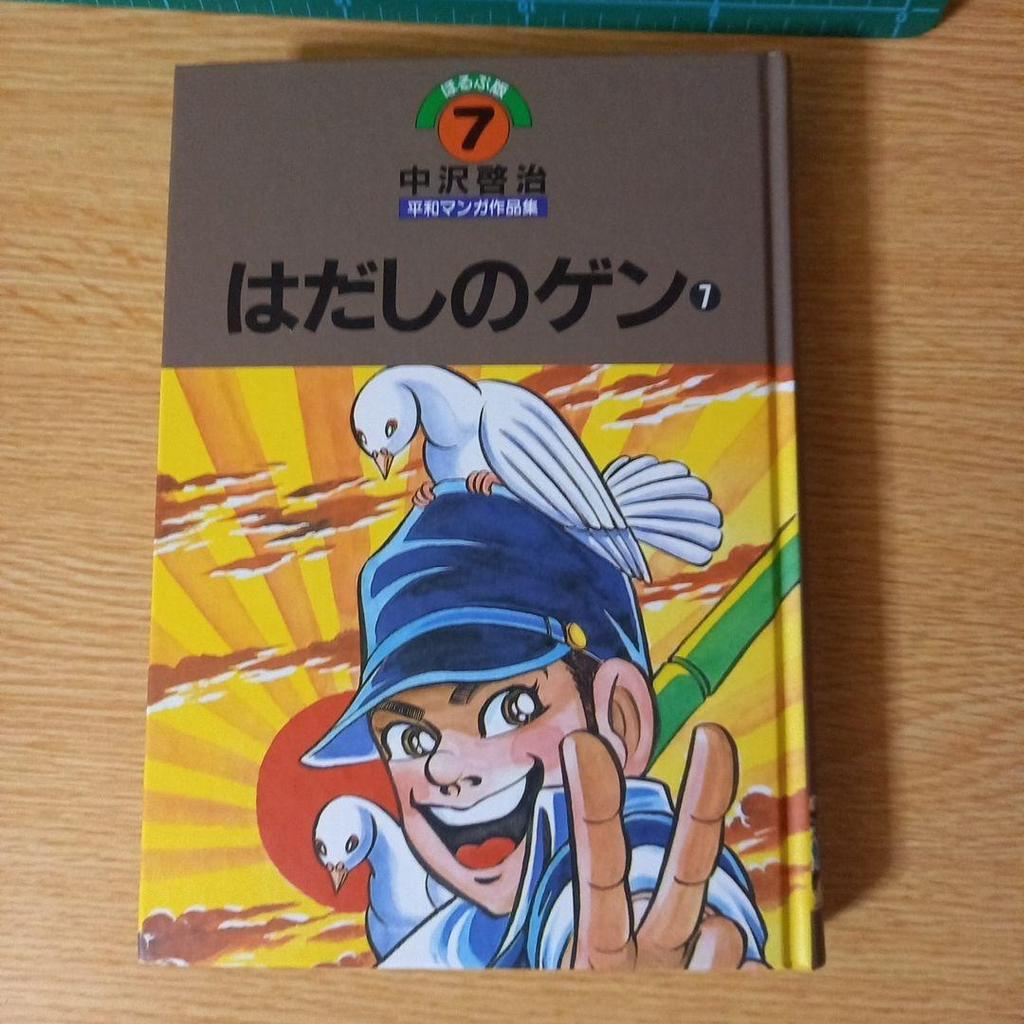 ほるぷ版
7
中沢啓治
平和マンガ作品集
はだしのゲン7